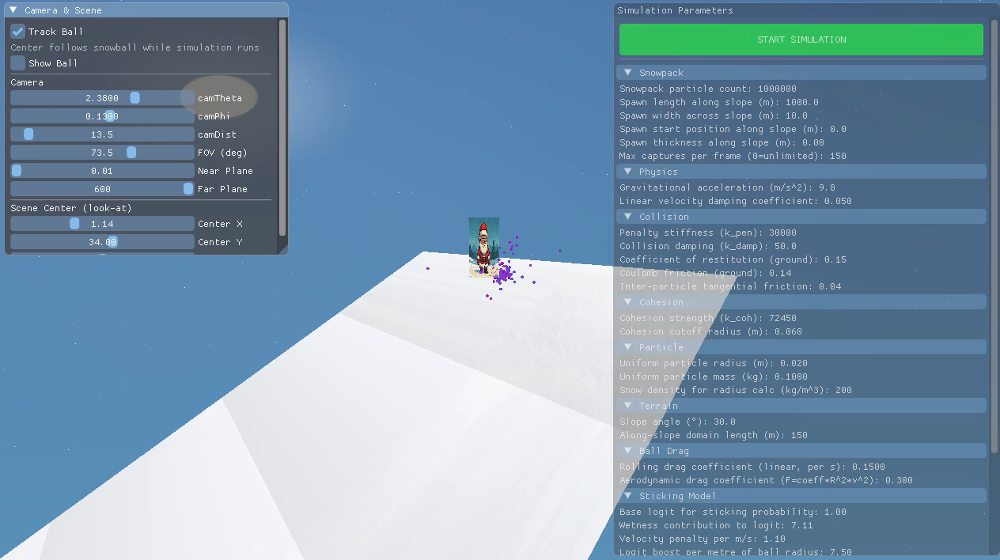 Camera & Scene
Track Ball
Center follows snowball while simulation runs
Show Ball
Camera
2.3800 camTheta
0.1300 camPhi
13.5 camDist
73.5 FOV (deg)
0.01 Near Plane
600 Far Plane
Scene Center (look-at)
1.14 Center X
34.00 Center Y
Simulation Parameters
START SIMULATION
Snowpack
Snowpack particle count: 1000000
Spawn length along slope (m): 1000.0
Spawn width across slope (m): 10.0
Spawn start position along slope (m): 0.0
Spawn thickness along slope (m): 0.00
Max captures per frame (0=unlimited): 150
Physics
Gravitational acceleration (m/s^2): 9.8
Linear velocity damping coefficient: 0.050
Collision
Penalty stiffness (k_pen): 30000
Collision damping (k_damp): 50.0
Coefficient of restitution (ground): 0.15
Coulomb friction (ground): 0.14
Inter-particle tangential friction: 0.04
Cohesion
Cohesion strength (k_coh): 72450
Cohesion cutoff radius (m): 0.060
Particle
Uniform particle radius (m): 0.020
Uniform particle mass (kg): 0.1000
Snow density for radius calc (kg/m^3): 200
Terrain
Slope angle (°): 30.0
Along-slope domain length (m): 150
Ball Drag
Rolling drag coefficient (linear, per s): 0.1500
Aerodynamic drag coefficient (F=coeff*R^2*v^2): 0.300
Sticking Model
Base logit for sticking probability: 1.00
Wetness contribution to logit: 7.11
Velocity penalty per m/s: 1.10
Logit boost per metre of ball radius: 7.50